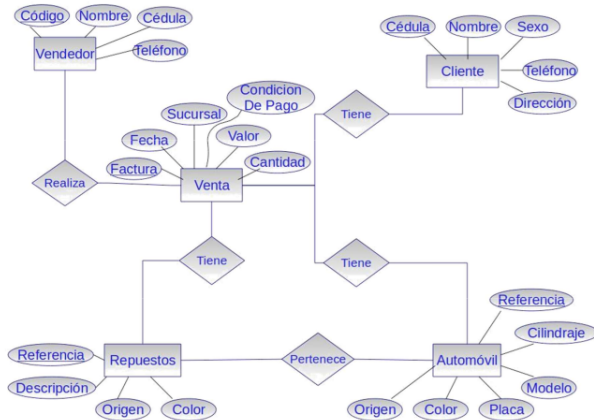 Código
Nombre
Cédula
Vendedor
Teléfono
Cédula
Nombre
Sexo
Cliente
Teléfono
Dirección
Condicion
De Pago
Sucursal
Tiene
Fecha
Valor
Factura
Cantidad
Realiza
Venta
Tiene
Tiene
Referencia
Cilindraje
Referencia
Repuestos
Pertenece
Automóvil
Descripción
Modelo
Origen
Color
Origen
Color
Placa